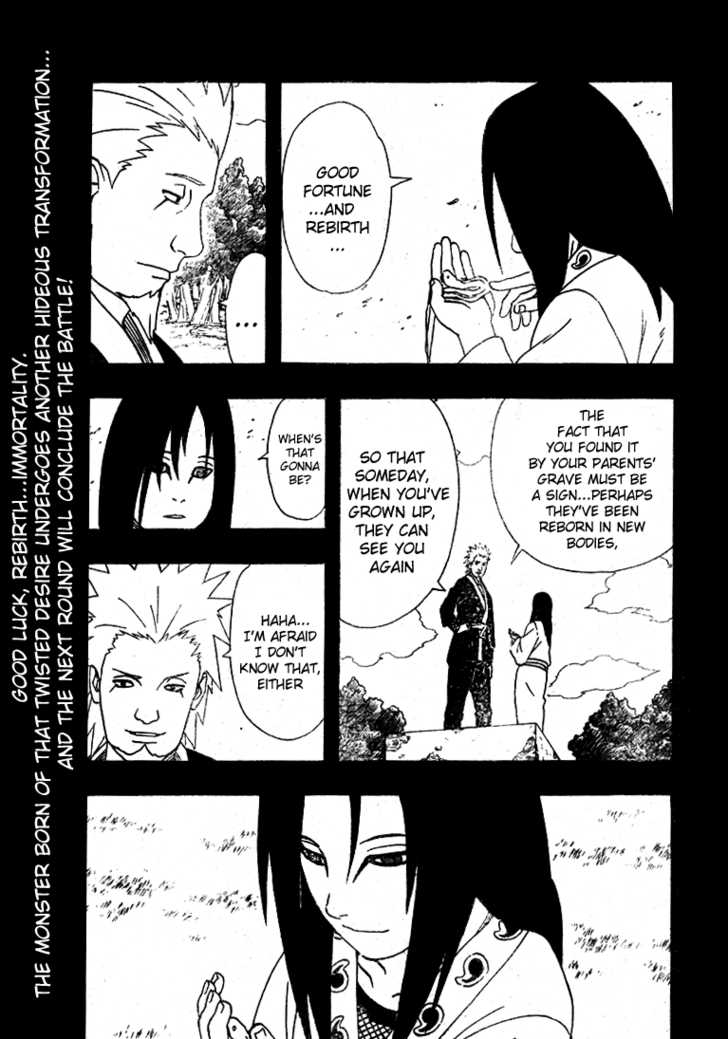 GOOD
FORTUNE
...AND
REBIRTH
...
...
THE
FACT THAT
YOU FOUND IT
BY YOUR PARENTS'
GRAVE MUST BE
A SIGN...PERHAPS
THEY'VE BEEN
REBORN IN NEW
BODIES,
SO THAT
SOMEDAY,
WHEN YOU'VE
GROWN UP,
THEY CAN
SEE YOU
AGAIN
WHEN'S
THAT
GONNA
BE?
HAHA...
I'M AFRAID
I DON'T
KNOW THAT,
EITHER
GOOD LUCK, REBIRTH...IMMORTALITY.
THE MONSTER BORN OF THAT TWISTED DESIRE UNDERGOES ANOTHER HIDEOUS TRANSFORMATION...
AND THE NEXT ROUND WILL CONCLUDE THE BATTLE!